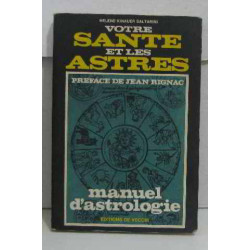 VOTRE
SANTE
ET LES
ASTRES
PREFACE DE JEAN RIGNAC
manuel
d'astrologie